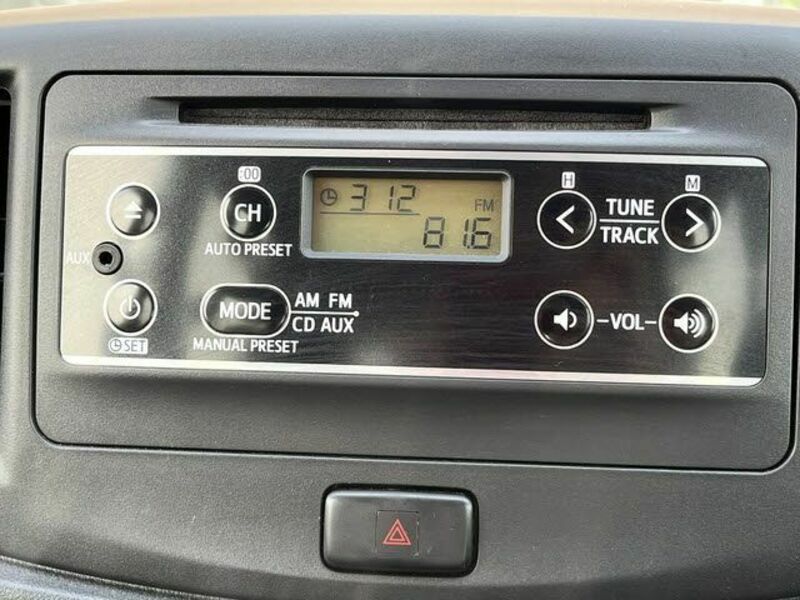 :00
H
M
CH
3 12
FM
81.6
TUNE
TRACK
AUTO PRESET
AUX
MODE
AM FM
CD AUX
VOL
SET
MANUAL PRESET